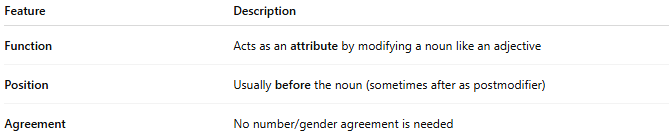 Feature Description
Function Acts as an attribute by modifying a noun like an adjective
Position Usually before the noun (sometimes after as postmodifier)
Agreement No number/gender agreement is needed